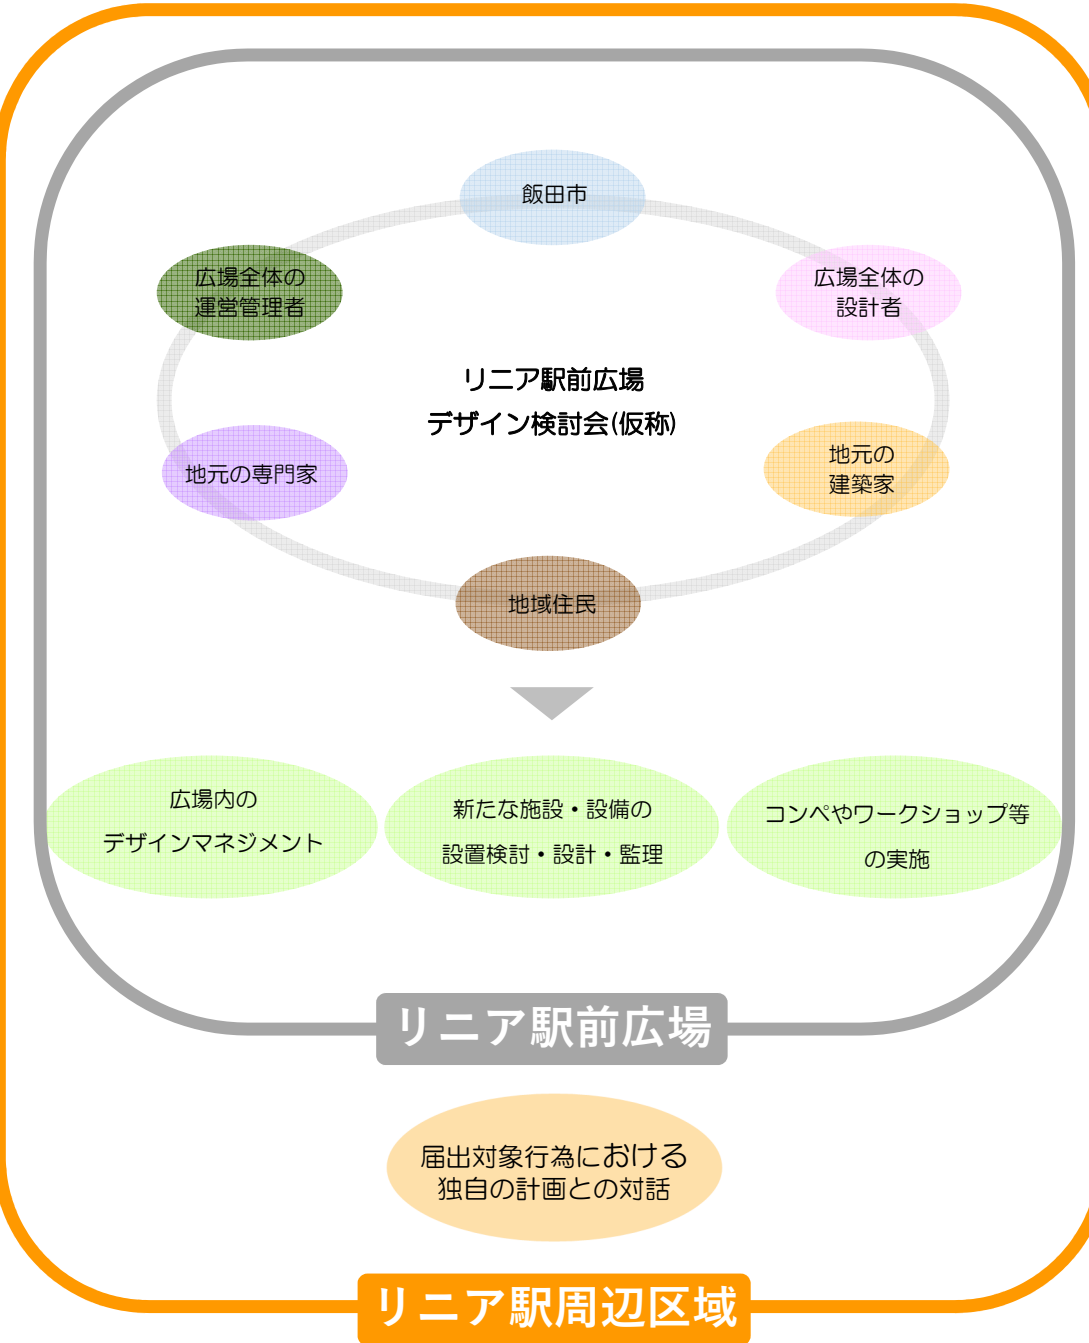 飯田市
広場全体の
運営管理者
広場全体の
設計者
リニア駅前広場
デザイン検討会(仮称)
地元の専門家
地元の
建築家
地域住民
広場内の
デザインマネジメント
新たな施設・設備の
設置検討・設計・監理
コンペやワークショップ等
の実施
リニア駅前広場
届出対象行為における
独自の計画との対話
リニア駅周辺区域